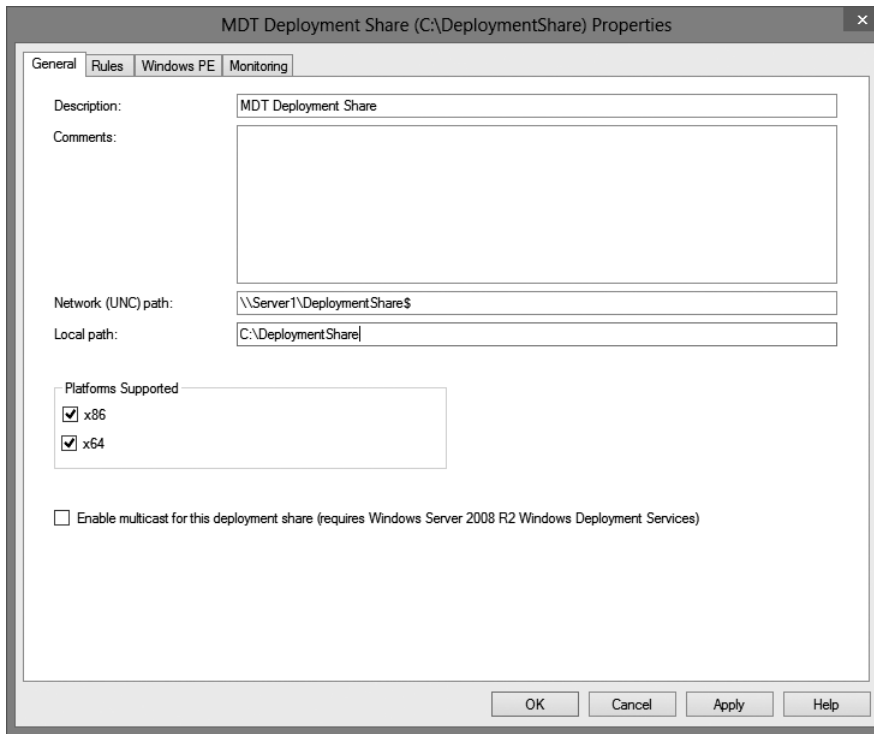 MDT Deployment Share (C:\DeploymentShare) Properties
General Rules Windows PE Monitoring
Description: MDT Deployment Share
Comments:
Network (UNC) path: \\Server1\DeploymentShare$
Local path: C:\DeploymentShare
Platforms Supported
x86
x64
Enable multicast for this deployment share (requires Windows Server 2008 R2 Windows Deployment Services)
OK Cancel Apply Help